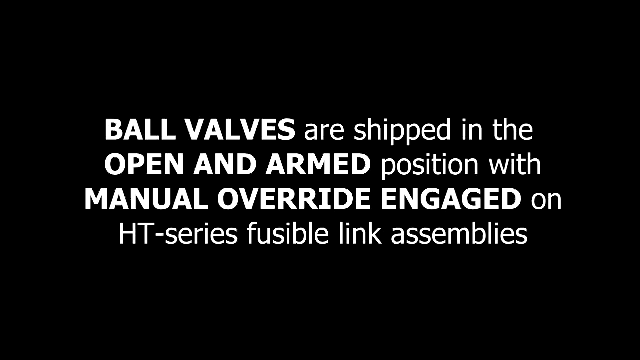 BALL VALVES are shipped in the
OPEN AND ARMED position with
MANUAL OVERRIDE ENGAGED on
HT-series fusible link assemblies